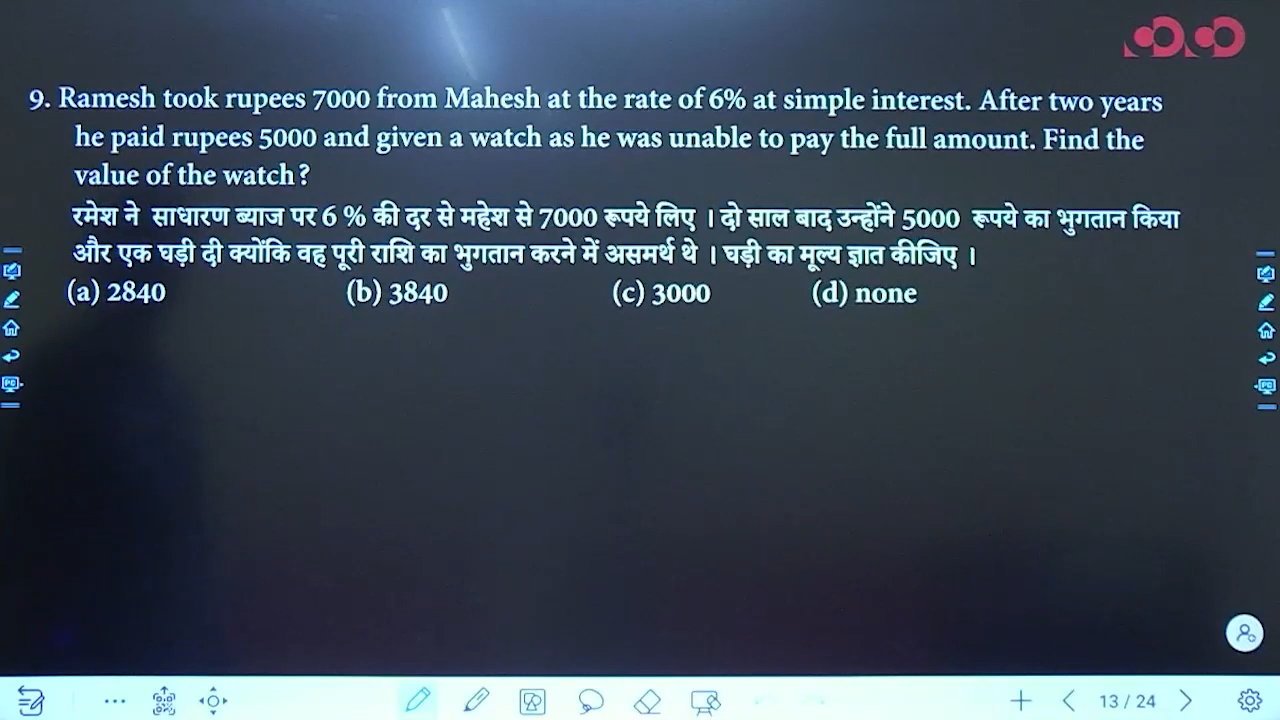 9. Ramesh took rupees 7000 from Mahesh at the rate of 6% at simple interest. After two years
he paid rupees 5000 and given a watch as he was unable to pay the full amount. Find the
value of the watch?
रमेश ने साधारण ब्याज पर 6 % की दर से महेश से 7000 रूपये लिए । दो साल बाद उन्होंने 5000 रूपये का भुगतान किया
और एक घड़ी दी क्योंकि वह पूरी राशि का भुगतान करने में असमर्थ थे । घड़ी का मूल्य ज्ञात कीजिए ।
(a) 2840 (b) 3840 (c) 3000 (d) none
13 / 24